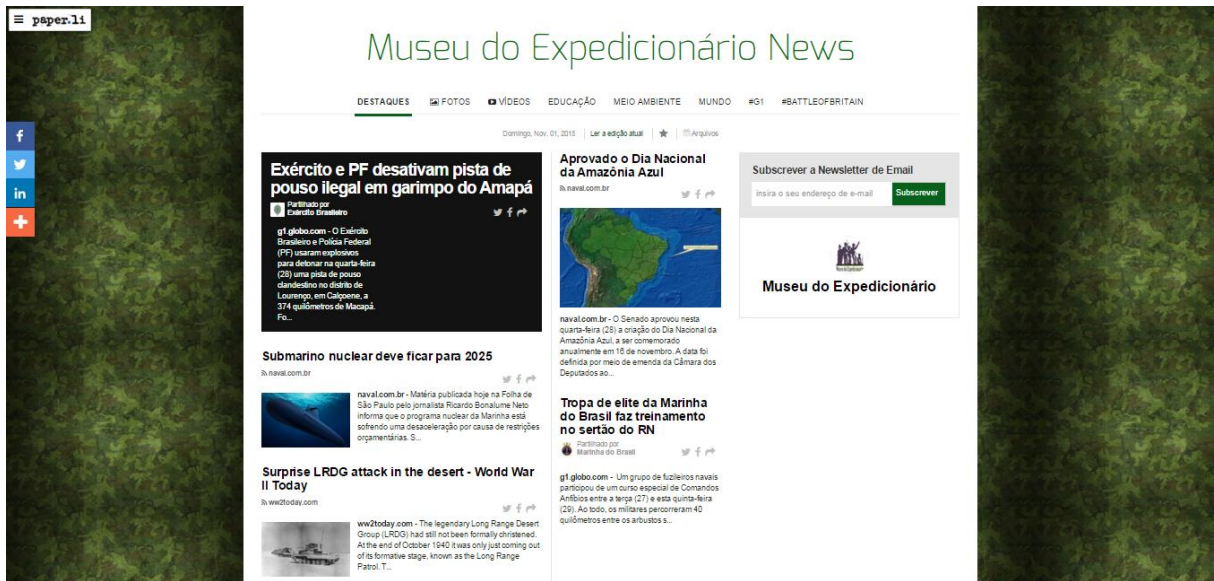 ≡ paper.li
Museu do Expedicionário News
DESTAQUES FOTOS VÍDEOS EDUCAÇÃO MEIO AMBIENTE MUNDO #G1 #BATTLEOFBRITAIN
Domingo, Nov. 01, 2015 Ler a edição atual Arquivos
Exército e PF desativam pista de
pouso ilegal em garimpo do Amapá
Partilhado por
Exército Brasileiro
g1.globo.com - O Exército
Brasileiro e Polícia Federal
(PF) usaram explosivos
para detonar na quarta-feira
(28) uma pista de pouso
clandestino no distrito de
Lourenço, em Calçoene, a
374 quilômetros de Macapá.
Fo...
Submarino nuclear deve ficar para 2025
naval.com.br
naval.com.br - Matéria publicada hoje na Folha de
São Paulo pelo jornalista Ricardo Bonalume Neto
informa que o programa nuclear da Marinha está
sofrendo uma desaceleração por causa de restrições
orçamentárias. S...
Surprise LRDG attack in the desert - World War
II Today
ww2today.com
ww2today.com - The legendary Long Range Desert
Group (LRDG) had still not been formally christened.
At the end of October 1940 it was only just coming out
of its formative stage, known as the Long Range
Patrol. T...
Aprovado o Dia Nacional
da Amazônia Azul
naval.com.br
naval.com.br - O Senado aprovou nesta
quarta-feira (28) a criação do Dia Nacional da
Amazônia Azul, a ser comemorado
anualmente em 16 de novembro. A data foi
definida por meio de emenda da Câmara dos
Deputados ao...
Tropa de elite da Marinha
do Brasil faz treinamento
no sertão do RN
Partilhado por
Marinha do Brasil
g1.globo.com - Um grupo de fuzileiros navais
participou de um curso especial de Comandos
Anfíbios entre a terça (27) e esta quinta-feira
(29). Ao todo, os militares percorreram 40
quilômetros entre os arbustos s...
Subscrever a Newsletter de Email
insira o seu endereço de e-mail Subscrever
Museu do Expedicionário